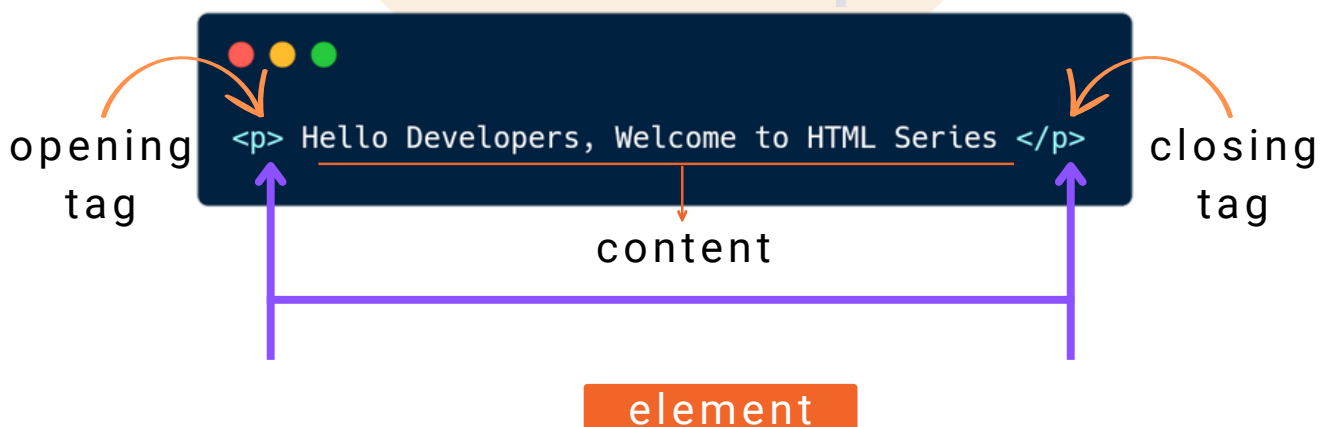 <p> Hello Developers, Welcome to HTML Series </p>
opening
tag
closing
tag
content
element